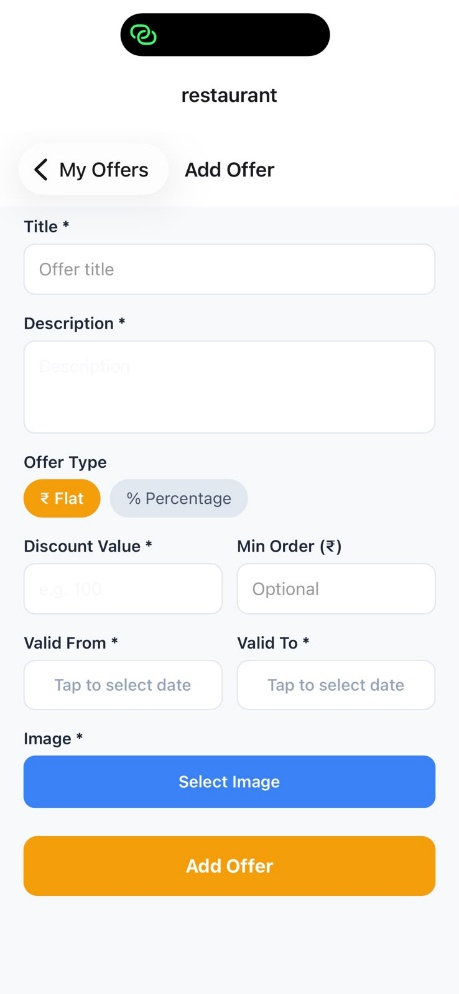 restaurant
My Offers Add Offer
Title *
Offer title
Description *
Description
Offer Type
₹ Flat % Percentage
Discount Value * Min Order (₹)
e.g. 100 Optional
Valid From * Valid To *
Tap to select date Tap to select date
Image *
Select Image
Add Offer